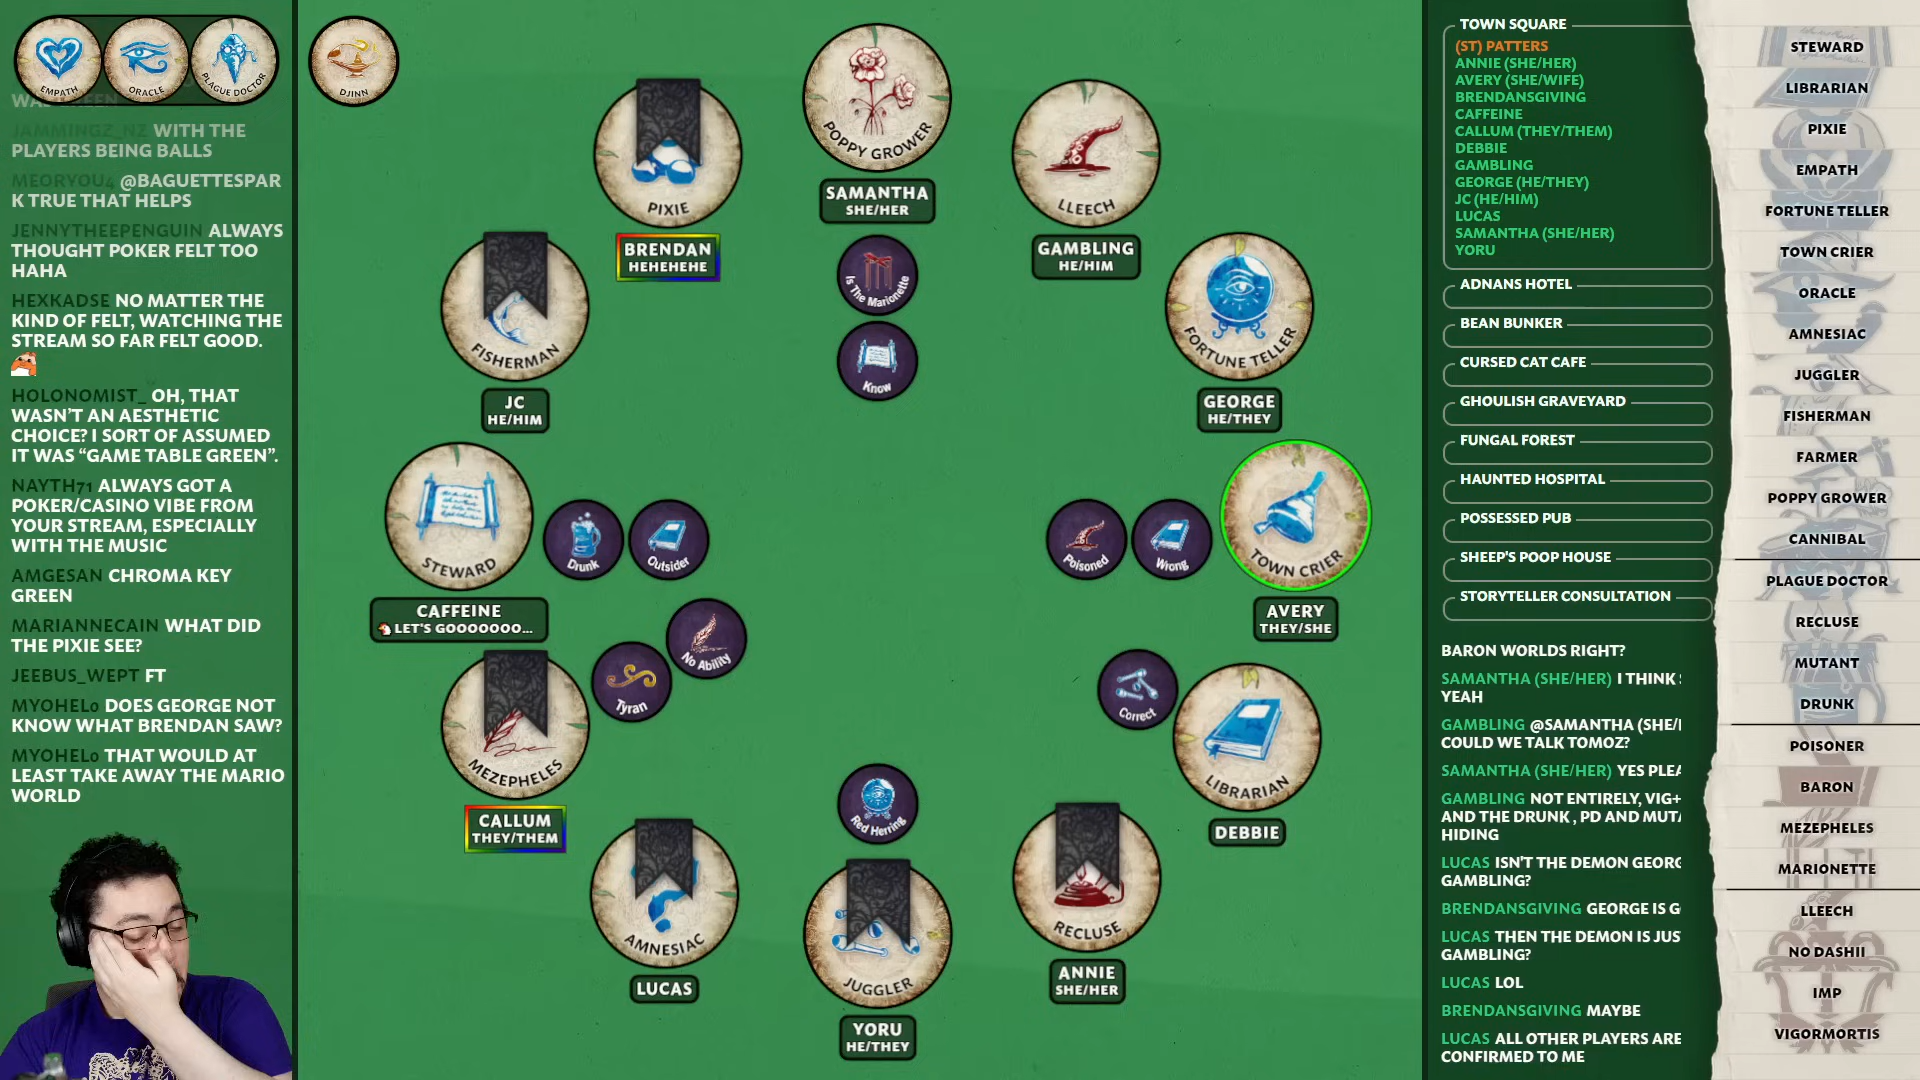 EMPATH
ORACLE
PLAGUE DOCTOR
DJINN
JAMMINGZ_NZ WITH THE
PLAYERS BEING BALLS
MEORYOU4 @BAGUETTESPAR
K TRUE THAT HELPS
JENNYTHEEPENGUIN ALWAYS
THOUGHT POKER FELT TOO
HAHA
HEXKADSE NO MATTER THE
KIND OF FELT, WATCHING THE
STREAM SO FAR FELT GOOD.
HOLONOMIST_ OH, THAT
WASN'T AN AESTHETIC
CHOICE? I SORT OF ASSUMED
IT WAS "GAME TABLE GREEN".
NAYTH71 ALWAYS GOT A
POKER/CASINO VIBE FROM
YOUR STREAM, ESPECIALLY
WITH THE MUSIC
AMGESAN CHROMA KEY
GREEN
MARIANNECAIN WHAT DID
THE PIXIE SEE?
JEEBUS_WEPT FT
MYOHELO DOES GEORGE NOT
KNOW WHAT BRENDAN SAW?
MYOHELO THAT WOULD AT
LEAST TAKE AWAY THE MARIO
WORLD
PIXIE
BRENDAN
HEHEHEHE
POPPY GROWER
SAMANTHA
SHE/HER
Is The Marionette
Know
LLEECH
GAMBLING
HE/HIM
FISHERMAN
JC
HE/HIM
FORTUNE TELLER
GEORGE
HE/THEY
STEWARD
CAFFEINE
LET'S GOOOOOOO...
Drunk
Outsider
Poisoned
Wrong
TOWN CRIER
AVERY
THEY/SHE
MEZEPHELES
CALLUM
THEY/THEM
Tyran
No Ability
Correct
LIBRARIAN
DEBBIE
AMNESIAC
LUCAS
Red Herring
JUGGLER
YORU
HE/THEY
RECLUSE
ANNIE
SHE/HER
TOWN SQUARE
(ST) PATTERS
ANNIE (SHE/HER)
AVERY (SHE/WIFE)
BRENDANSGIVING
CAFFEINE
CALLUM (THEY/THEM)
DEBBIE
GAMBLING
GEORGE (HE/THEY)
JC (HE/HIM)
LUCAS
SAMANTHA (SHE/HER)
YORU
ADNANS HOTEL
BEAN BUNKER
CURSED CAT CAFE
GHOULISH GRAVEYARD
FUNGAL FOREST
HAUNTED HOSPITAL
POSSESSED PUB
SHEEP'S POOP HOUSE
STORYTELLER CONSULTATION
BARON WORLDS RIGHT?
SAMANTHA (SHE/HER) I THINK
YEAH
GAMBLING @SAMANTHA (SHE/
COULD WE TALK TOMOZ?
SAMANTHA (SHE/HER) YES PLEA
GAMBLING NOT ENTIRELY, VIG+
AND THE DRUNK , PD AND MUTA
HIDING
LUCAS ISN'T THE DEMON GEORG
GAMBLING?
BRENDANSGIVING GEORGE IS G
LUCAS THEN THE DEMON IS JUS
GAMBLING?
LUCAS LOL
BRENDANSGIVING MAYBE
LUCAS ALL OTHER PLAYERS ARE
CONFIRMED TO ME
STEWARD
LIBRARIAN
PIXIE
EMPATH
FORTUNE TELLER
TOWN CRIER
ORACLE
AMNESIAC
JUGGLER
FISHERMAN
FARMER
POPPY GROWER
CANNIBAL
PLAGUE DOCTOR
RECLUSE
MUTANT
DRUNK
POISONER
BARON
MEZEPHELES
MARIONETTE
LLEECH
NO DASHII
IMP
VIGORMORTIS